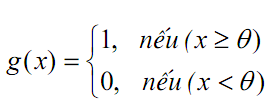 g(x) = { 1, nếu (x ≥ θ)
0, nếu (x < θ)